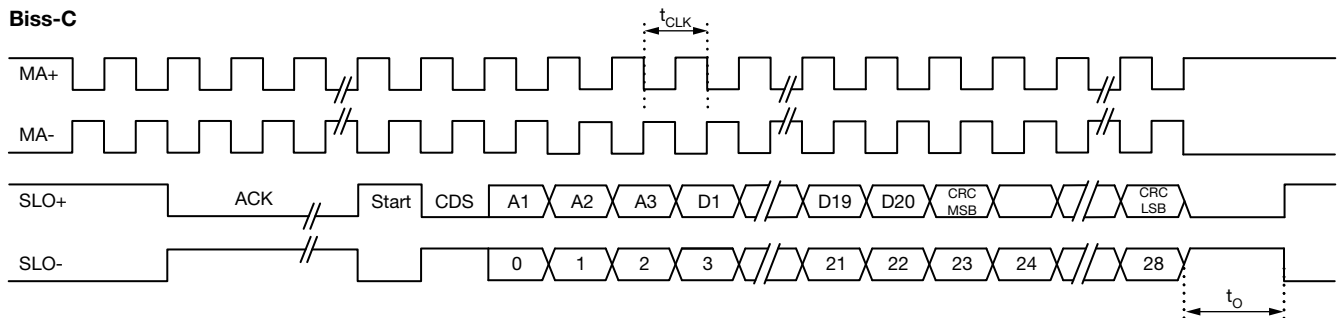 Biss-C
tCLK
MA+
MA-
SLO+ ACK Start CDS A1 A2 A3 D1 D19 D20 CRC MSB CRC LSB
SLO- 0 1 2 3 21 22 23 24 28
tO